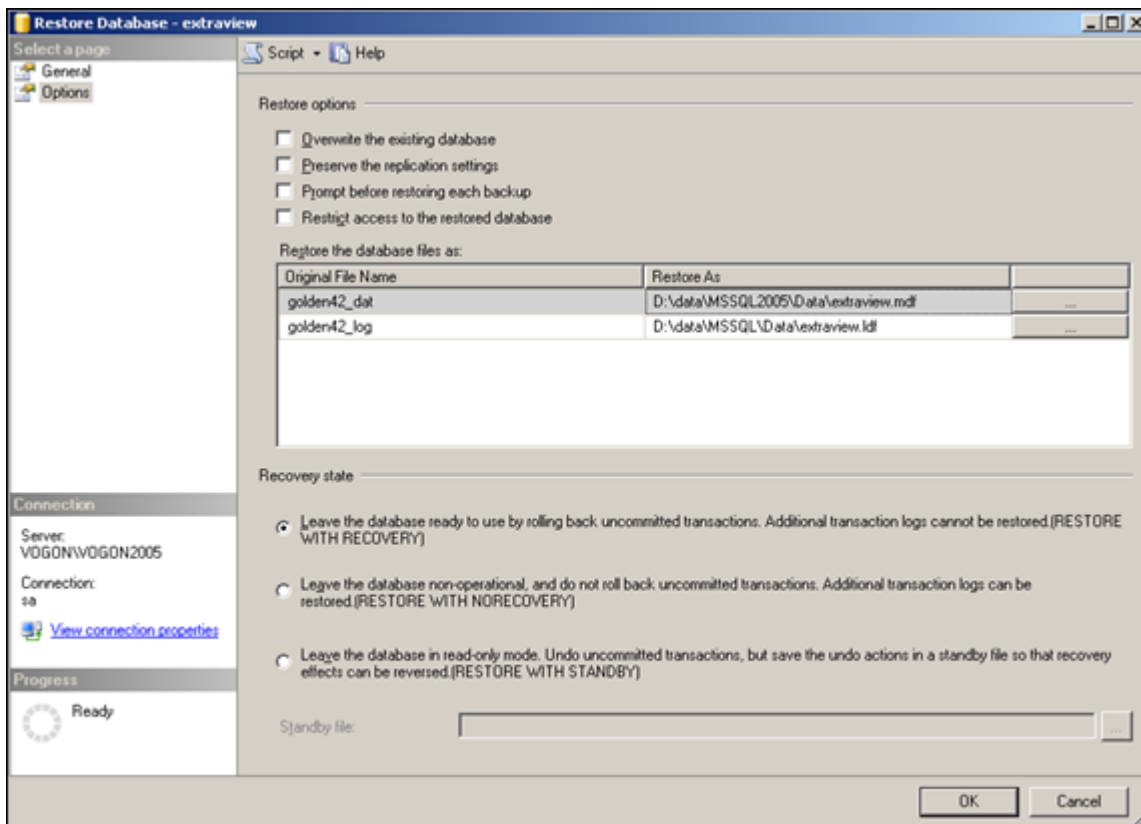 Restore Database - extraview
Select a page
General
Options
Script
Help
Restore options
Overwrite the existing database
Preserve the replication settings
Prompt before restoring each backup
Restrict access to the restored database
Restore the database files as:
Original File Name Restore As
golden42_dat D:\data\MSSQL2005\Data\extraview.mdf ...
golden42_log D:\data\MSSQL\Data\extraview.ldf ...
Recovery state
Leave the database ready to use by rolling back uncommitted transactions. Additional transaction logs cannot be restored.(RESTORE
WITH RECOVERY)
Leave the database non-operational, and do not roll back uncommitted transactions. Additional transaction logs can be
restored.(RESTORE WITH NORECOVERY)
Leave the database in read-only mode. Undo uncommitted transactions, but save the undo actions in a standby file so that recovery
effects can be reversed.(RESTORE WITH STANDBY)
Standby file: ...
Connection
Server:
VOGON\VOGON2005
Connection:
sa
View connection properties
Progress
Ready
OK Cancel